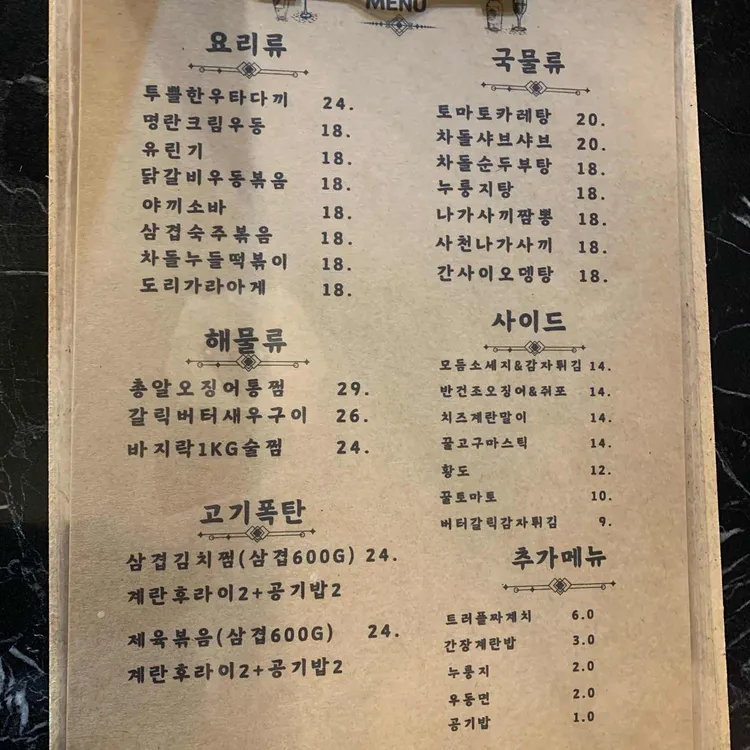 MENU
요리류
투쁠한우타다끼 24.
명란크림우동 18.
유린기 18.
닭갈비우동볶음 18.
야끼소바 18.
삼겹숙주볶음 18.
차돌누들떡볶이 18.
도리가라아게 18.
해물류
총알오징어통찜 29.
갈릭버터새우구이 26.
바지락1KG술찜 24.
고기폭탄
삼겹김치찜(삼겹600G) 24.
계란후라이2+공기밥2
제육볶음(삼겹600G) 24.
계란후라이2+공기밥2
국물류
토마토카레탕 20.
차돌샤브샤브 20.
차돌순두부탕 18.
누룽지탕 18.
나가사끼짬뽕 18.
사천나가사끼 18.
간사이오뎅탕 18.
사이드
모듬소세지&감자튀김 14.
반건조오징어&쥐포 14.
치즈계란말이 14.
꿀고구마스틱 14.
황도 12.
꿀토마토 10.
버터갈릭감자튀김 9.
추가메뉴
트러플짜계치 6.0
간장계란밥 3.0
누룽지 2.0
우동면 2.0
공기밥 1.0